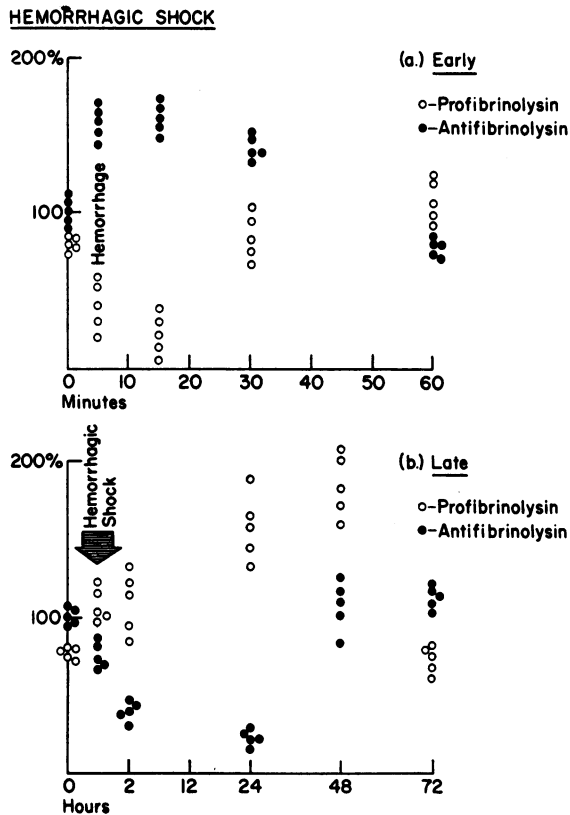 HEMORRHAGIC SHOCK
200%
(a.) Early
o-Profibrinolysin
●-Antifibrinolysin
100
Hemorrhage
0 10 20 30 40 50 60
Minutes
200%
Hemorrhagic
Shock
(b.) Late
o-Profibrinolysin
●-Antifibrinolysin
100
0 2 12 24 48 72
Hours